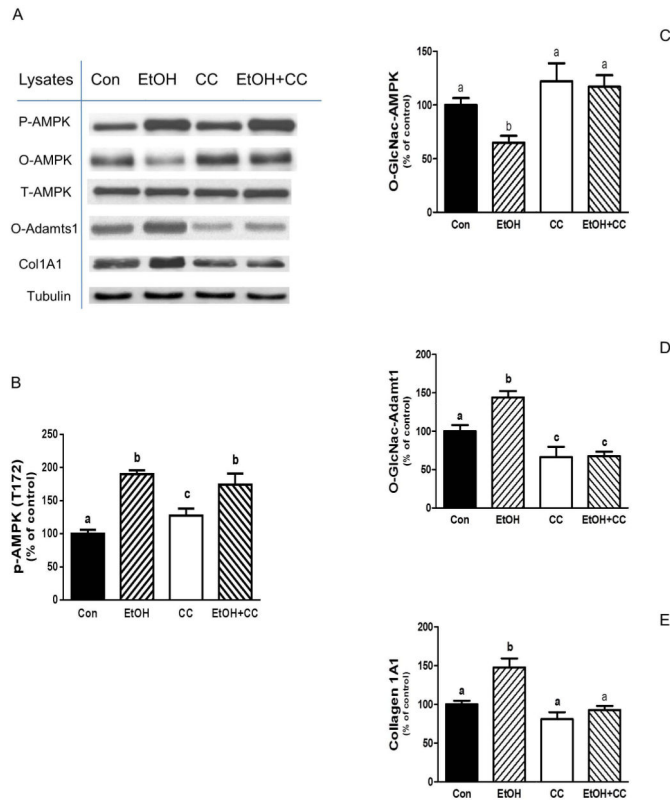 A
Lysates Con EtOH CC EtOH+CC
P-AMPK
O-AMPK
T-AMPK
O-Adamts1
Col1A1
Tubulin
B
p-AMPK (T172)
(% of control)
250
200
150
100
50
0
a
b
c
b
Con EtOH CC EtOH+CC
C
O-GlcNac-AMPK
(% of control)
150
100
50
0
a
b
a
a
Con EtOH CC EtOH+CC
D
O-GlcNac-Adamt1
(% of control)
200
150
100
50
0
a
b
c
c
Con EtOH CC EtOH+CC
E
Collagen 1A1
(% of control)
200
150
100
50
0
a
b
a
a
Con EtOH CC EtOH+CC